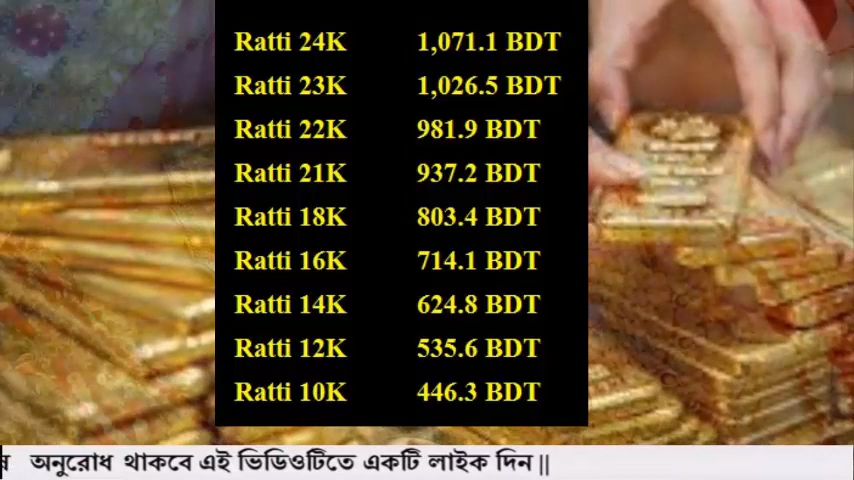 Ratti 24K 1,071.1 BDT
Ratti 23K 1,026.5 BDT
Ratti 22K 981.9 BDT
Ratti 21K 937.2 BDT
Ratti 18K 803.4 BDT
Ratti 16K 714.1 BDT
Ratti 14K 624.8 BDT
Ratti 12K 535.6 BDT
Ratti 10K 446.3 BDT
অনুরোধ থাকবে এই ভিডিওটিতে একটি লাইক দিন ||